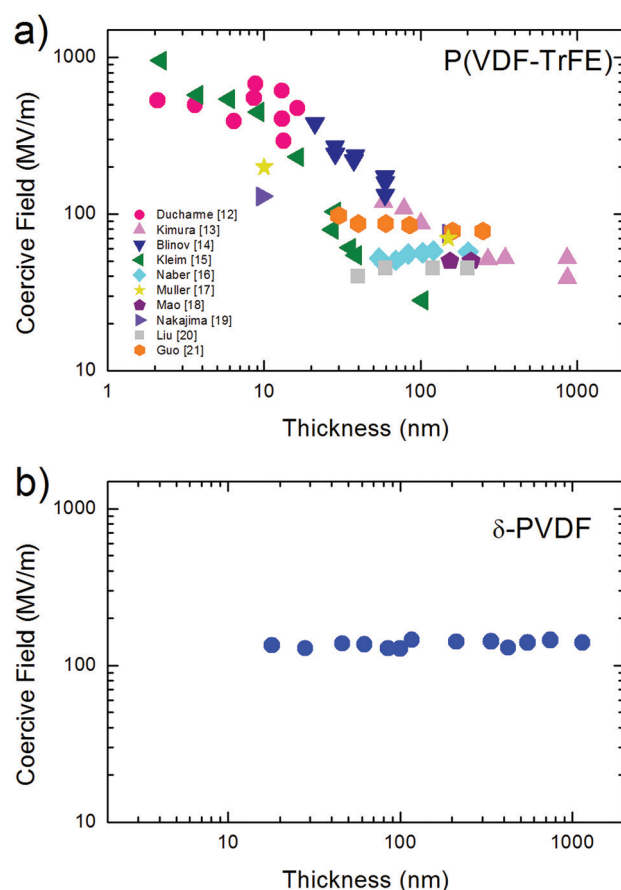 a)
P(VDF-TrFE)
1000
100
10
Coercive Field (MV/m)
Duchame [12]
Kimura [13]
Blinov [14]
Kleim [15]
Naber [16]
Muller [17]
Mao [18]
Nakajima [19]
Liu [20]
Guo [21]
1 10 100 1000
Thickness (nm)
b)
δ-PVDF
1000
100
10
Coercive Field (MV/m)
10 100 1000
Thickness (nm)